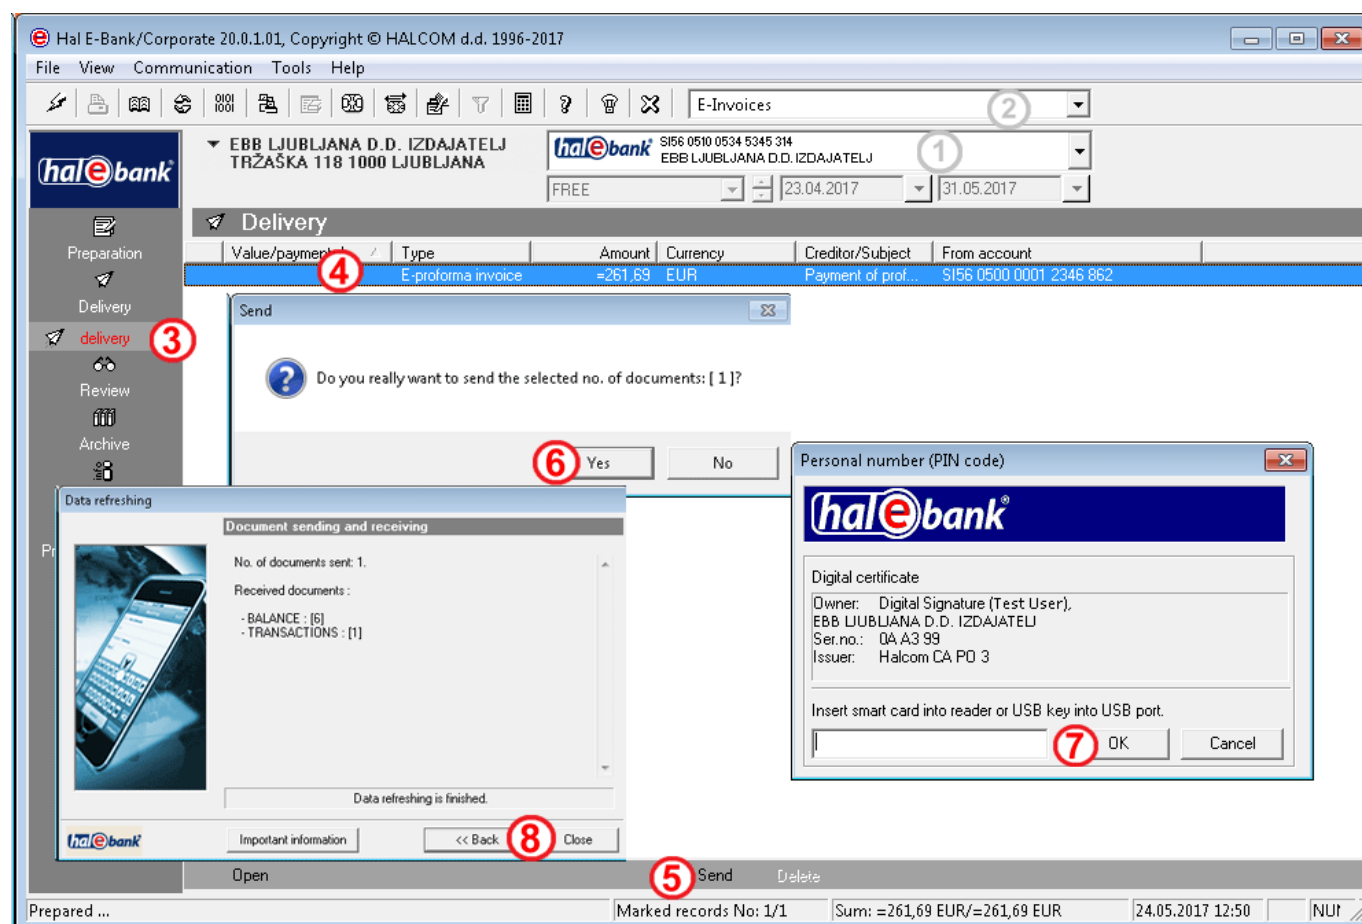 Hal E-Bank/Corporate 20.0.1.01, Copyright © HALCOM d.d. 1996-2017
File View Communication Tools Help
E-Invoices 2
hal e bank®
EBB LJUBLJANA D.D. IZDAJATELJ
TRŽAŠKA 118 1000 LJUBLJANA
hal e bank® SI56 0510 0534 5345 314
EBB LJUBLJANA D.D. IZDAJATELJ 1
FREE 23.04.2017 31.05.2017
Preparation
Delivery
delivery 3
Review
Archive
Delivery
Value/payment 4 Type Amount Currency Creditor/Subject From account
E-proforma invoice =261,69 EUR Payment of prof... SI56 0500 0001 2346 862
Send
Do you really want to send the selected no. of documents: [ 1 ]?
6 Yes No
Data refreshing
Document sending and receiving
No. of documents sent: 1.
Received documents :
- BALANCE : [6]
- TRANSACTIONS : [1]
Data refreshing is finished.
hal e bank Important information << Back 8 Close
Personal number (PIN code)
hal e bank®
Digital certificate
Owner: Digital Signature (Test User),
EBB LJUBLJANA D.D. IZDAJATELJ
Ser.no.: 0A A3 99
Issuer: Halcom CA PO 3
Insert smart card into reader or USB key into USB port.
7 OK Cancel
Open 5 Send Delete
Prepared ... Marked records No: 1/1 Sum: =261,69 EUR/=261,69 EUR 24.05.2017 12:50